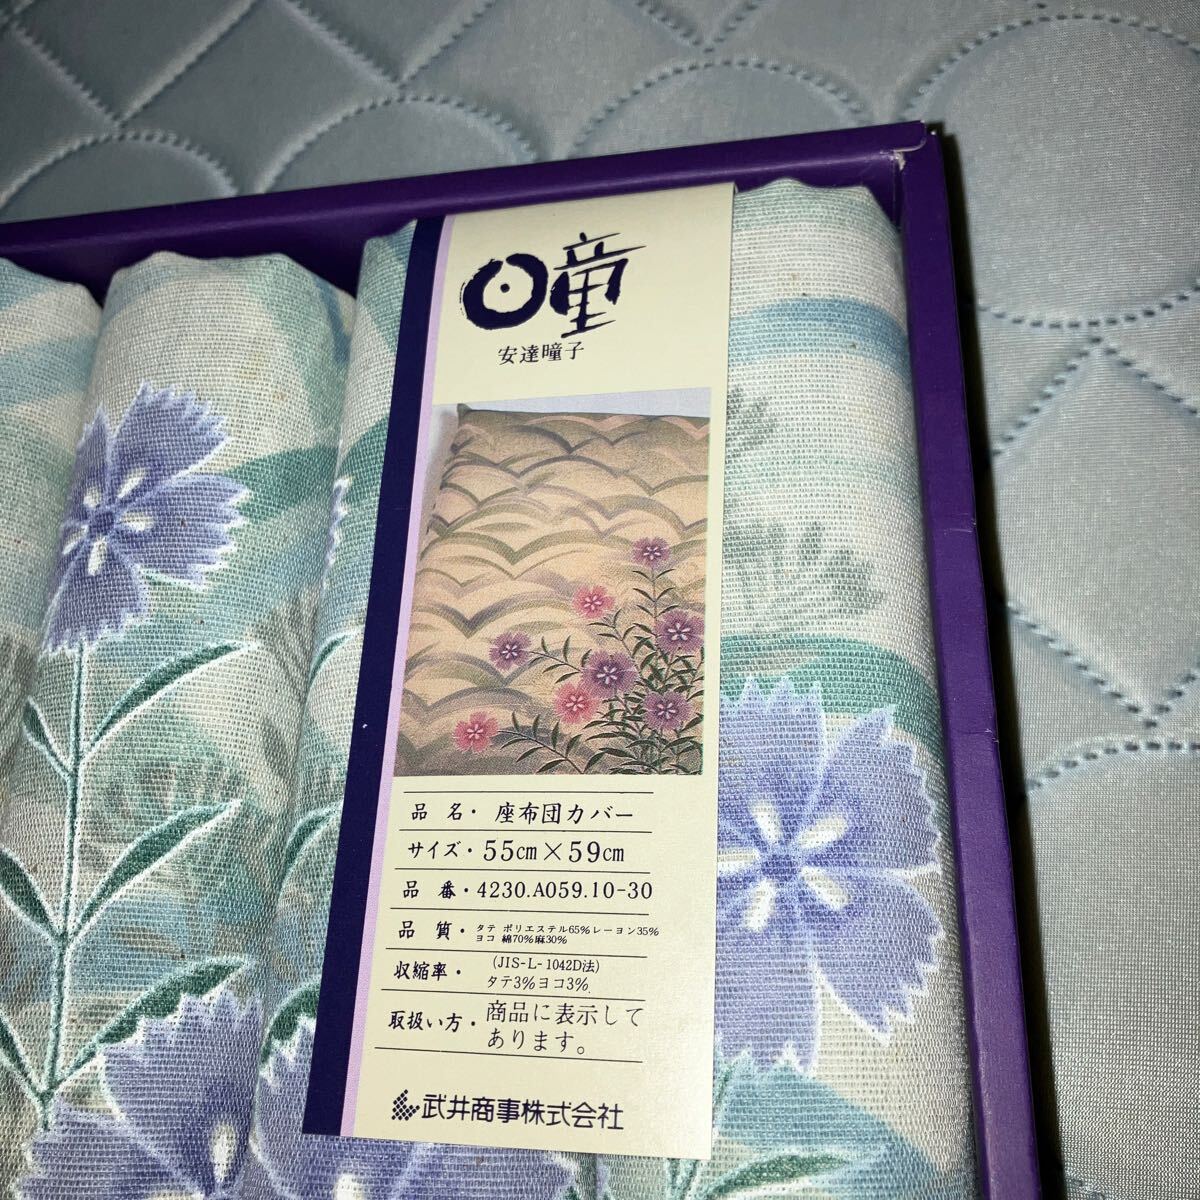 曈
安達曈子
品 名・座布団カバー
サイズ・55㎝×59㎝
品 番・4230.A059.10-30
品 質・タテ ポリエステル65%レーヨン35%
ヨコ 綿70%麻30%
収縮率・(JIS-L-1042D法)
タテ3%ヨコ3%
取扱い方・商品に表示して
あります。
武井商事株式会社